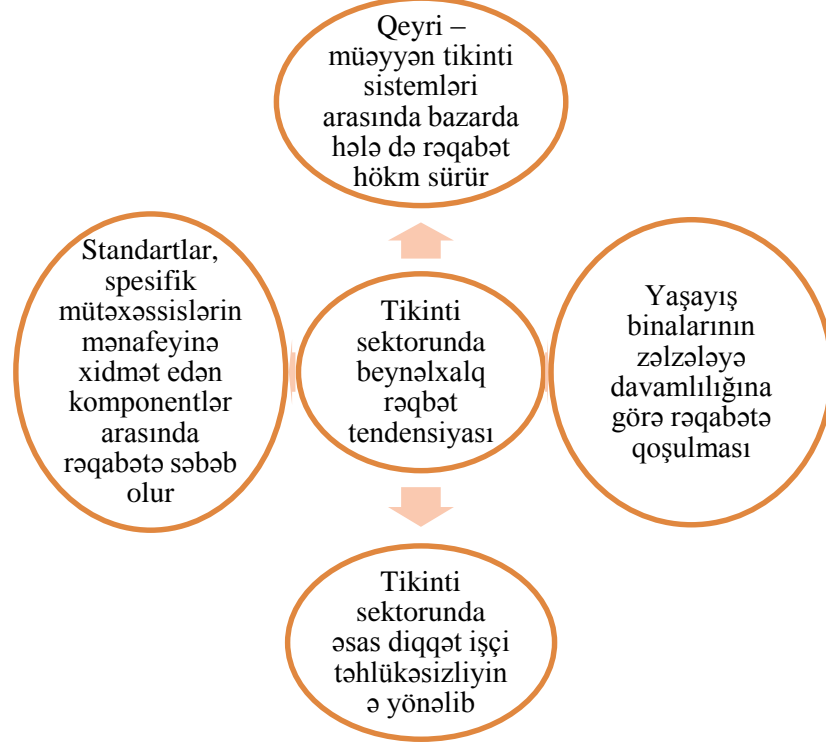 Qeyri –
müəyyən tikinti
sistemləri
arasında bazarda
hələ də rəqabət
hökm sürür
Standartlar,
spesifik
mütəxəssislərin
mənafeyinə
xidmət edən
komponentlər
arasında
rəqabətə səbəb
olur
Tikinti
sektorunda
beynəlxalq
rəqbət
tendensiyası
Yaşayış
binalarının
zəlzələyə
davamlılığına
görə rəqabətə
qoşulması
Tikinti
sektorunda
əsas diqqət işçi
təhlükəsizliyin
ə yönəlib